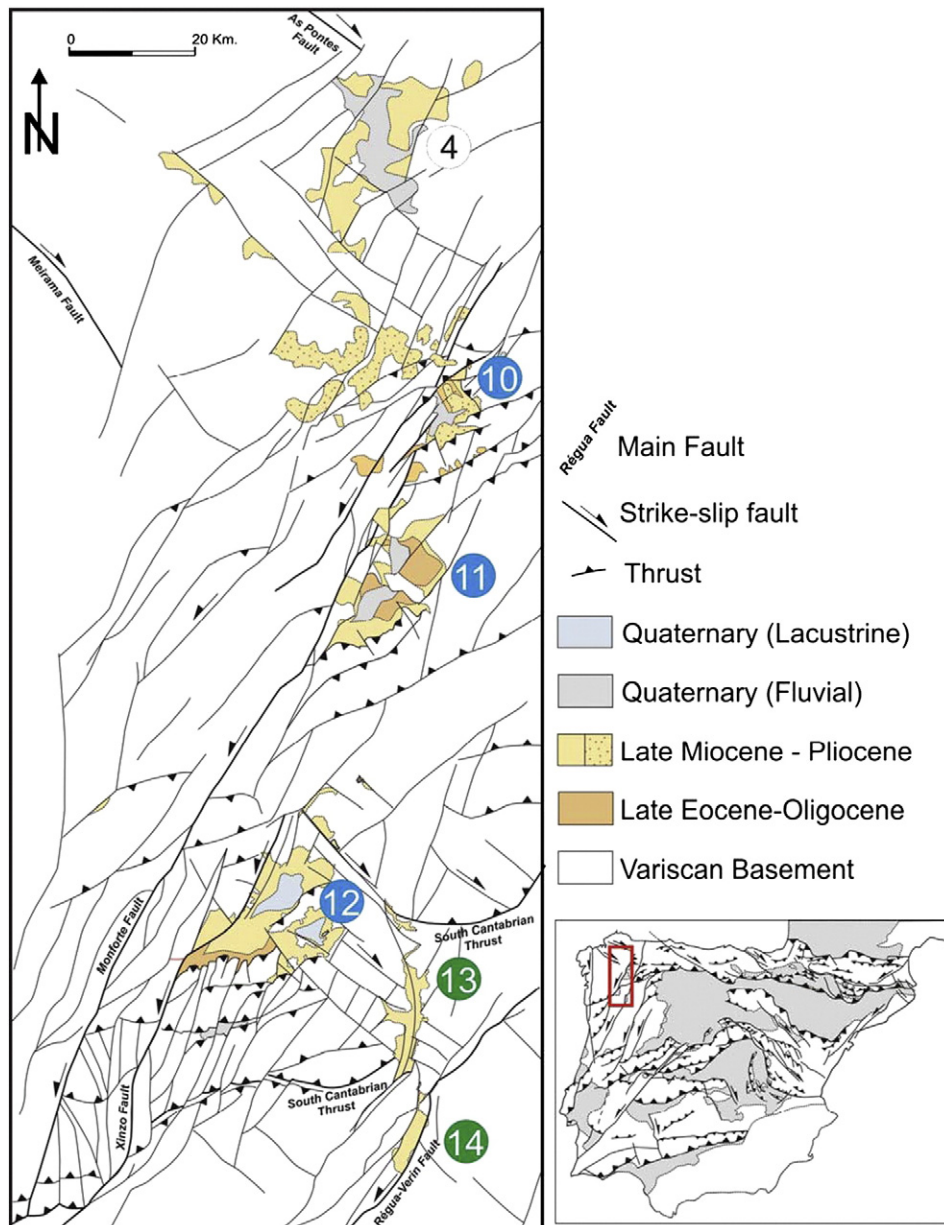 0
20 Km.
As Pontes
Fault
N
4
Meirama Fault
10
11
12
South Cantabrian
Thrust
Monforte Fault
13
Xinzo Fault
South Cantabrian
Thrust
14
Régua-Verín Fault
Régua Fault
Main Fault
Strike-slip fault
Thrust
Quaternary (Lacustrine)
Quaternary (Fluvial)
Late Miocene - Pliocene
Late Eocene-Oligocene
Variscan Basement